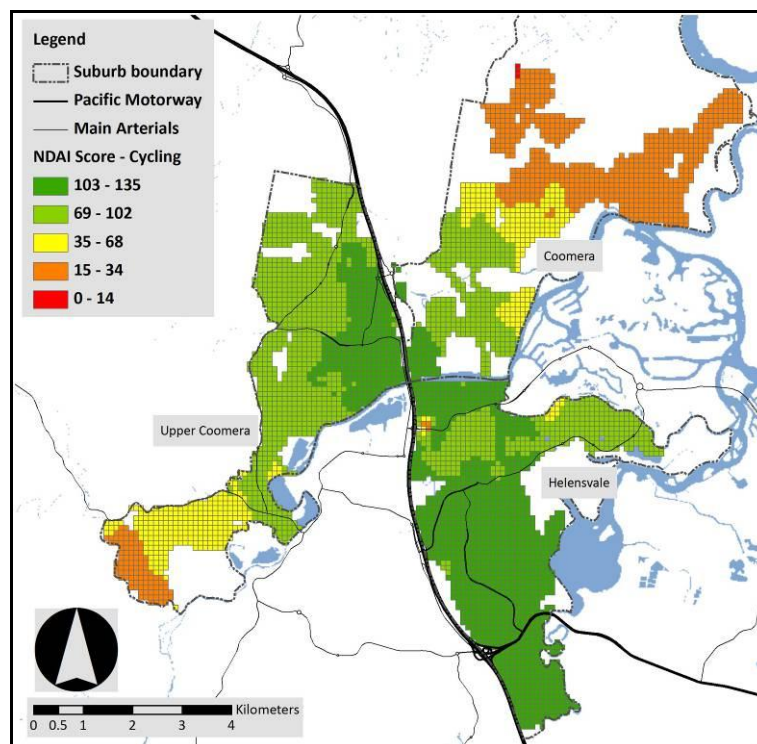 Legend
Suburb boundary
Pacific Motorway
Main Arterials
NDAI Score - Cycling
103 - 135
69 - 102
35 - 68
15 - 34
0 - 14
Coomera
Upper Coomera
Helensvale
Kilometers
0 0.5 1 2 3 4